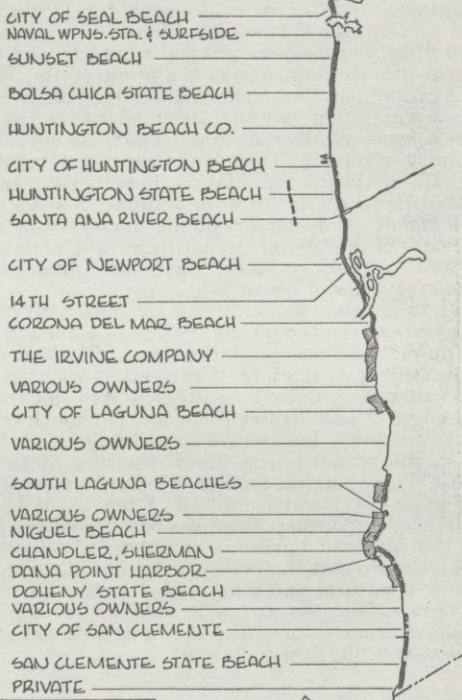 CITY OF SEAL BEACH
NAVAL WPNS. STA. & SURFSIDE
SUNSET BEACH
BOLSA CHICA STATE BEACH
HUNTINGTON BEACH CO.
CITY OF HUNTINGTON BEACH
HUNTINGTON STATE BEACH
SANTA ANA RIVER BEACH
CITY OF NEWPORT BEACH
14TH STREET
CORONA DEL MAR BEACH
THE IRVINE COMPANY
VARIOUS OWNERS
CITY OF LAGUNA BEACH
VARIOUS OWNERS
SOUTH LAGUNA BEACHES
VARIOUS OWNERS
NIGUEL BEACH
CHANDLER, SHERMAN
DANA POINT HARBOR
DOHENY STATE BEACH
VARIOUS OWNERS
CITY OF SAN CLEMENTE
SAN CLEMENTE STATE BEACH
PRIVATE